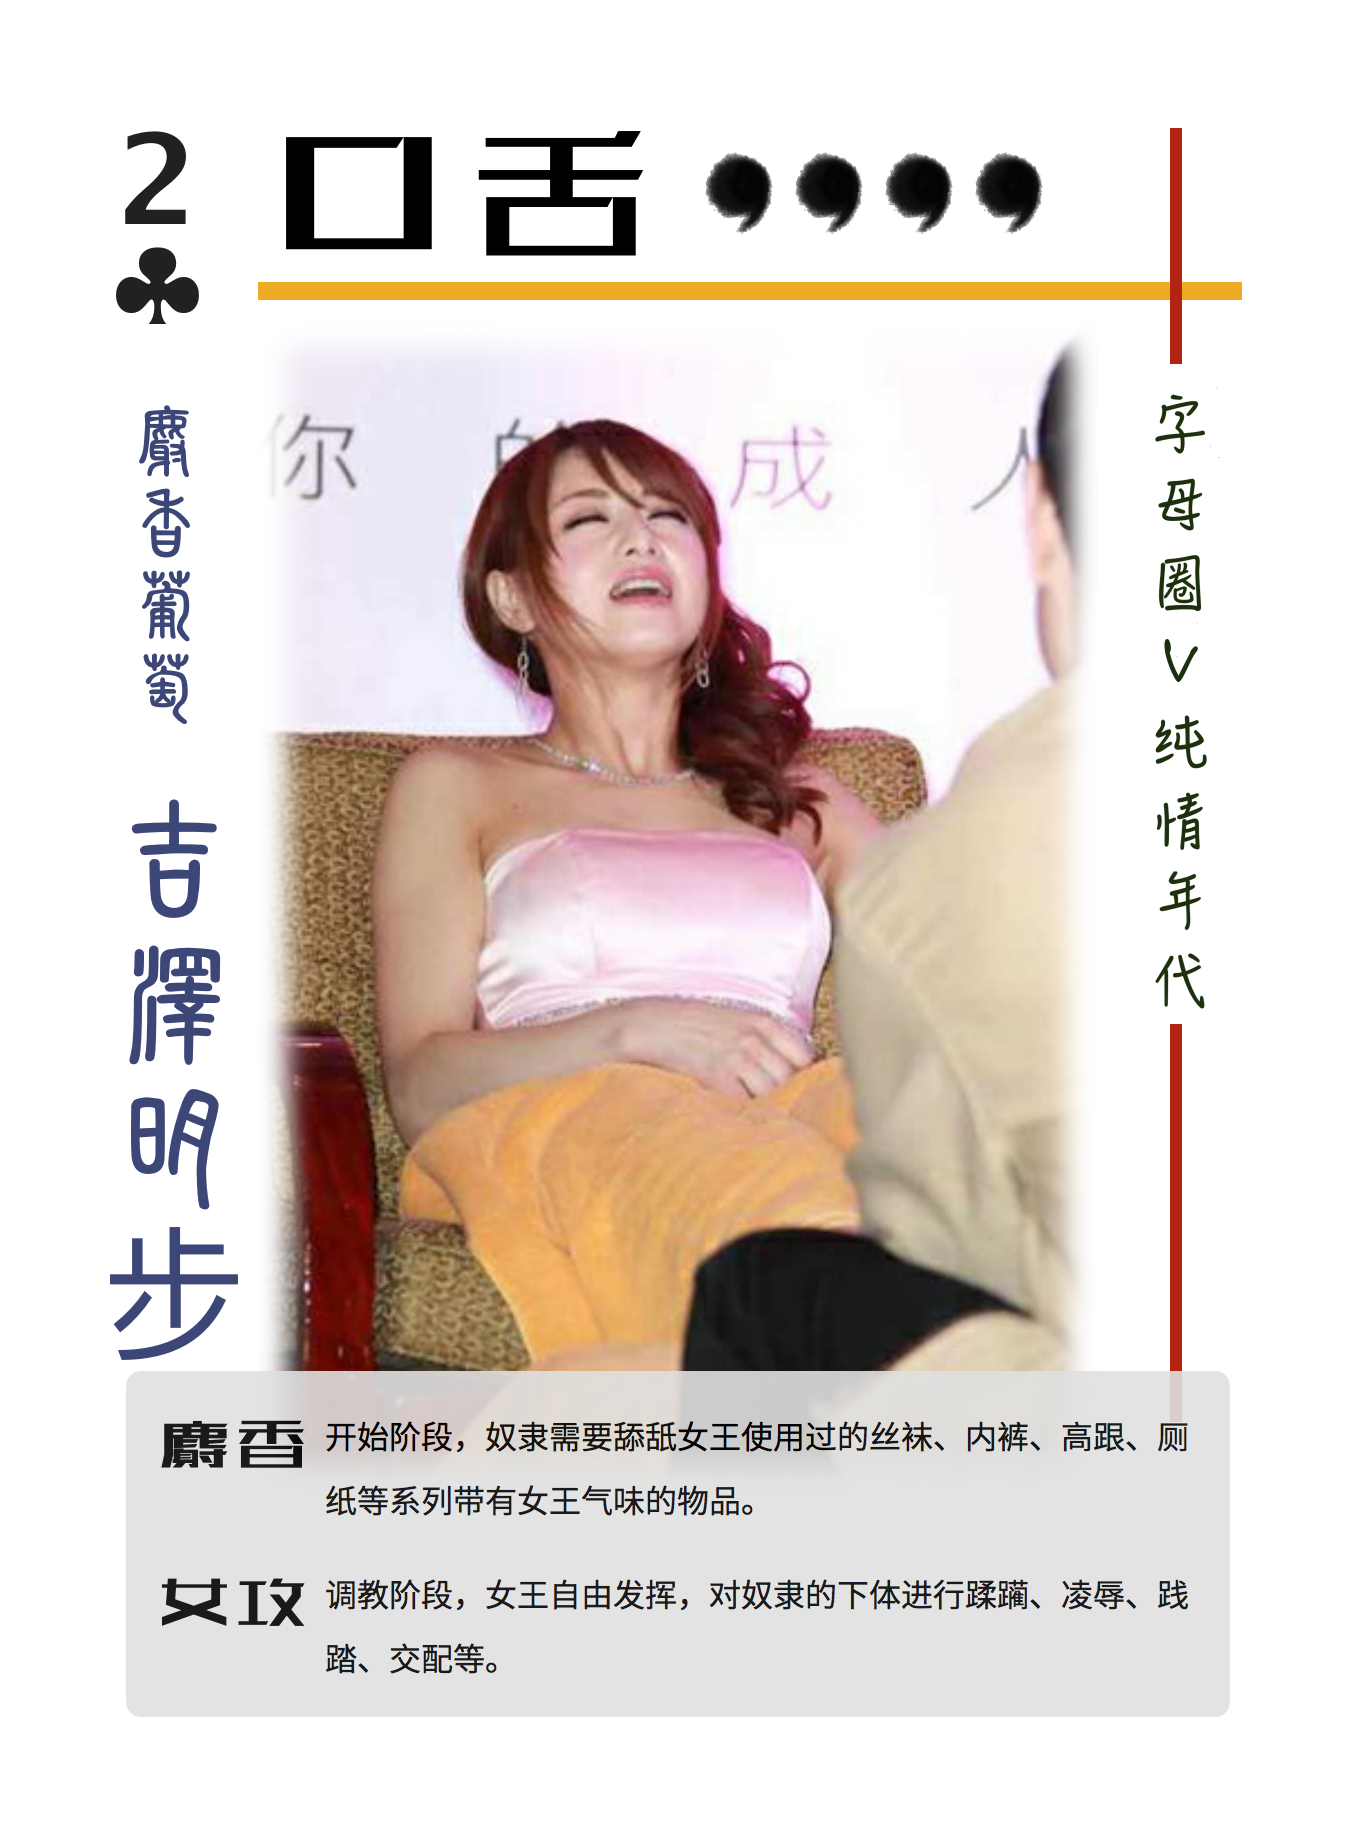 2
♣
口舌
麝香葡萄
吉澤明步
你的成人
字母圈V纯情年代
麝香
开始阶段，奴隶需要舔舐女王使用过的丝袜、内裤、高跟、厕
纸等系列带有女王气味的物品。
女攻
调教阶段，女王自由发挥，对奴隶的下体进行蹂躏、凌辱、践
踏、交配等。